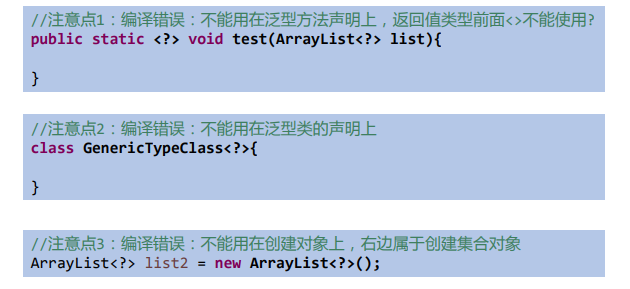 //注意点1：编译错误：不能用在泛型方法声明上，返回值类型前面<>不能使用?
public static <?> void test(ArrayList<?> list){
}
//注意点2：编译错误：不能用在泛型类的声明上
class GenericTypeClass<?>{
}
//注意点3：编译错误：不能用在创建对象上，右边属于创建集合对象
ArrayList<?> list2 = new ArrayList<?>();